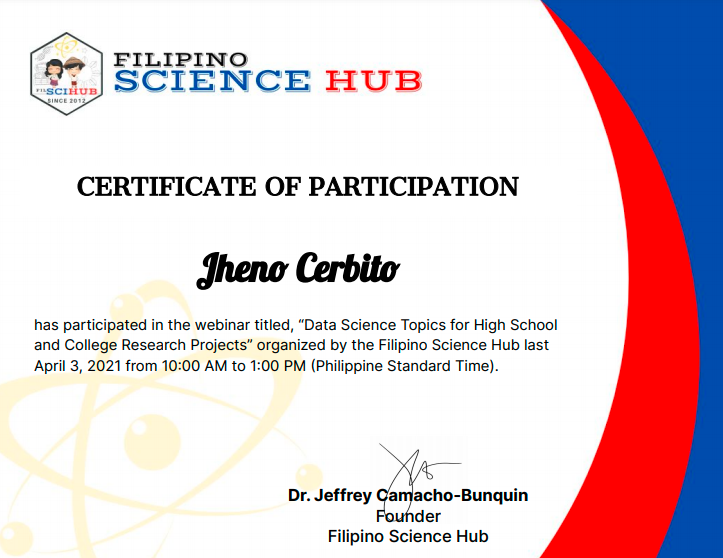 FILIPINO
SCIENCE HUB
FILSCIHUB
SINCE 2012
CERTIFICATE OF PARTICIPATION
Jheno Cerbito
has participated in the webinar titled, “Data Science Topics for High School
and College Research Projects” organized by the Filipino Science Hub last
April 3, 2021 from 10:00 AM to 1:00 PM (Philippine Standard Time).
Dr. Jeffrey Camacho-Bunquin
Founder
Filipino Science Hub